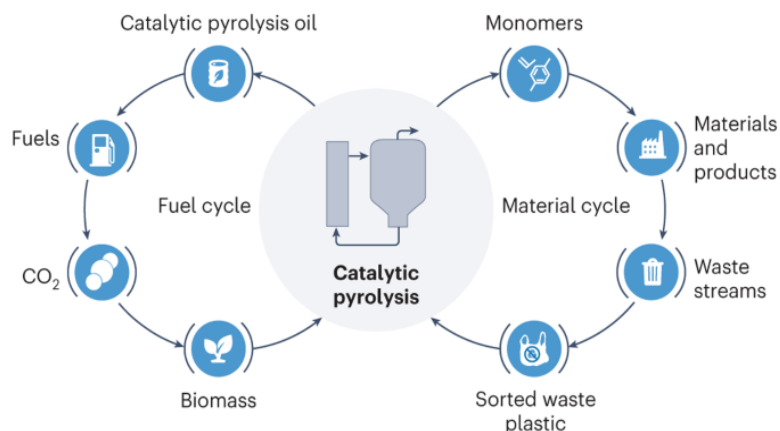 Catalytic pyrolysis oil
Monomers
Fuels
Materials
and
products
Fuel cycle
Material cycle
CO₂
Catalytic
pyrolysis
Waste
streams
Biomass
Sorted waste
plastic